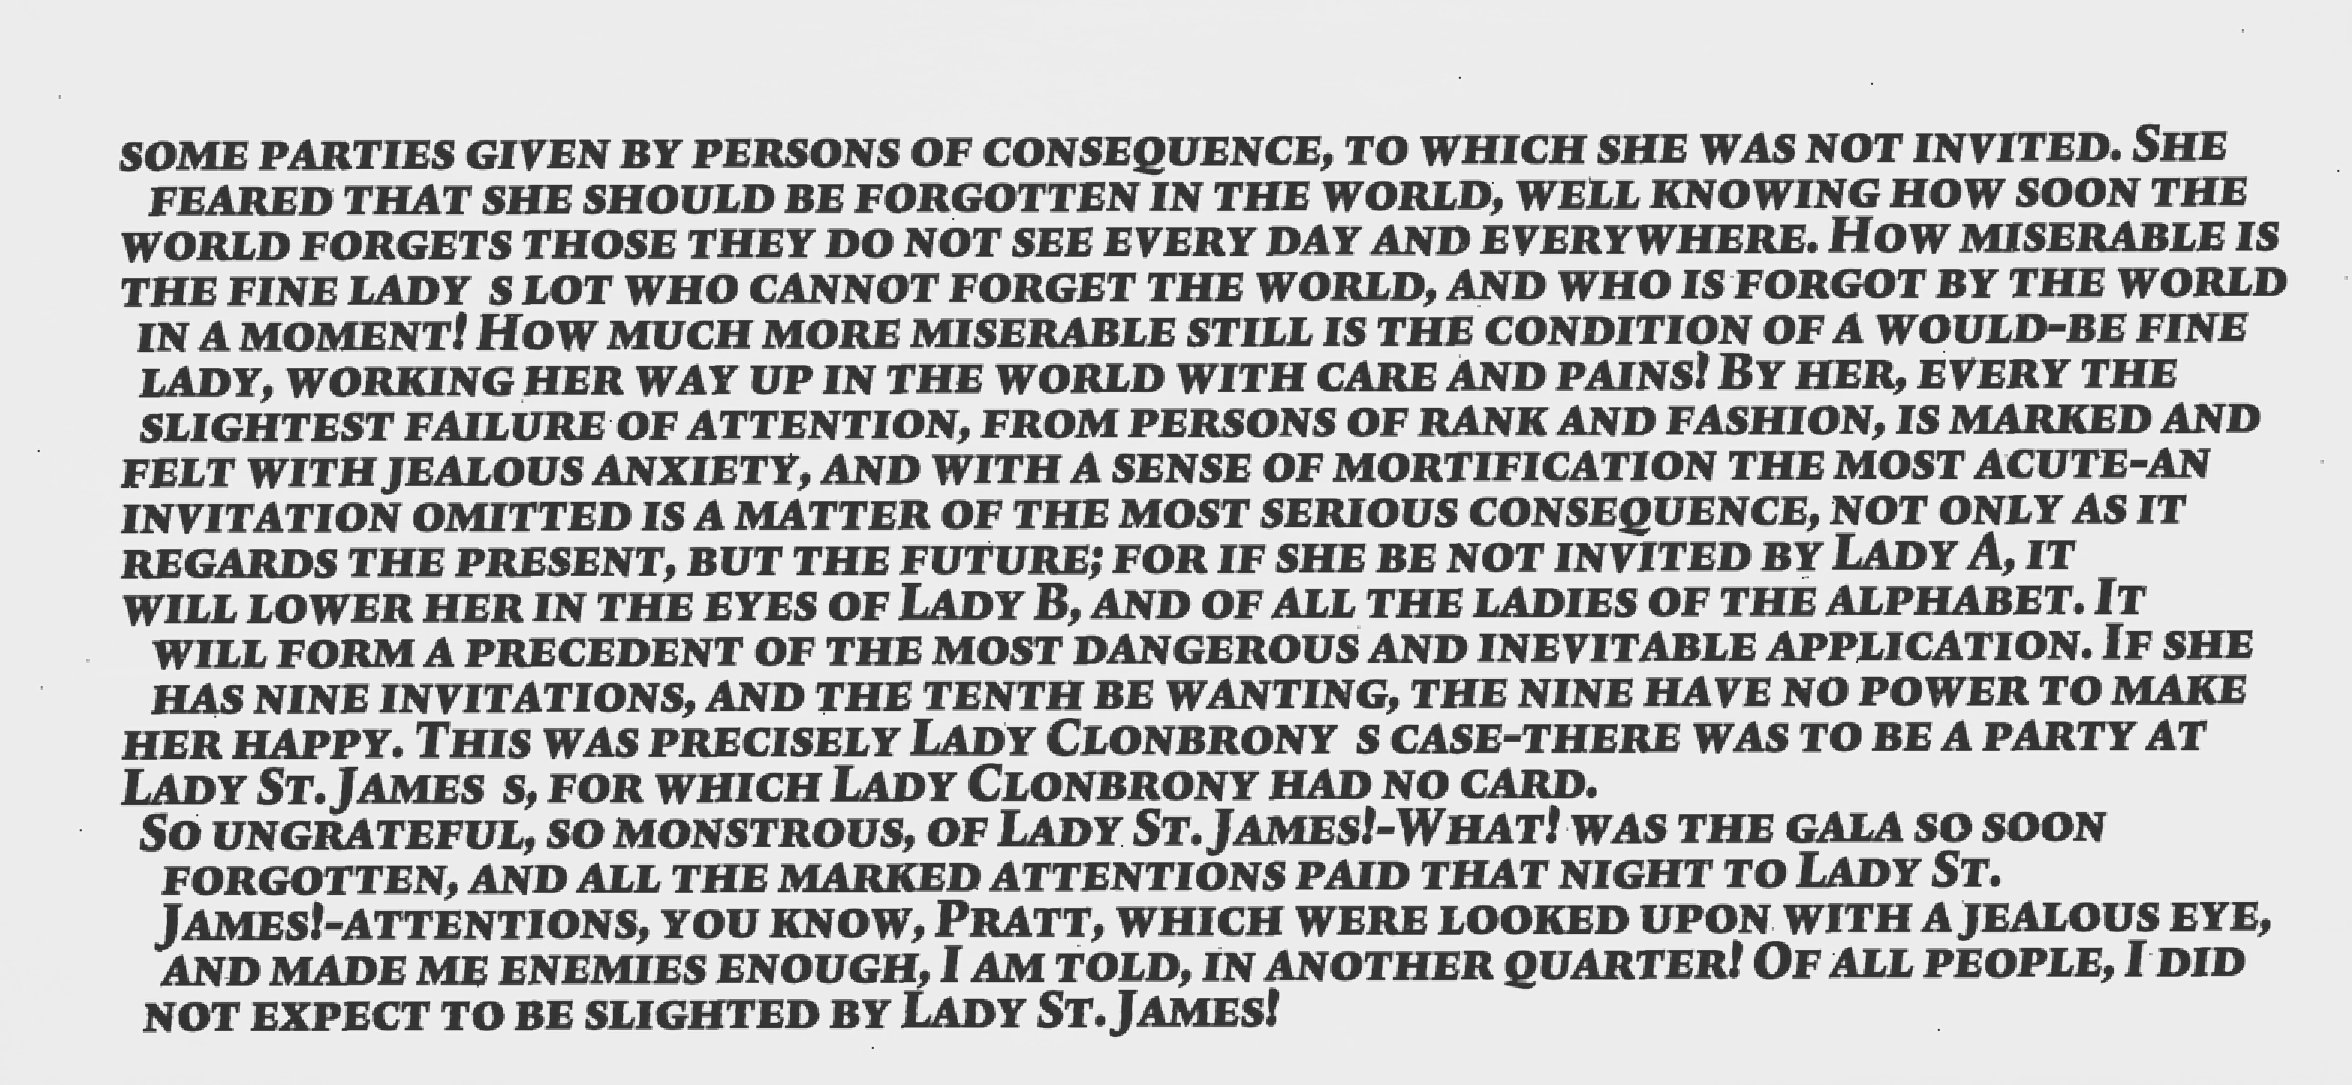 some parties given by persons of consequence, to which she was not invited. She
feared that she should be forgotten in the world, well knowing how soon the
world forgets those they do not see every day and everywhere. How miserable is
the fine lady s lot who cannot forget the world, and who is forgot by the world
in a moment! How much more miserable still is the condition of a would-be fine
lady, working her way up in the world with care and pains! By her, every the
slightest failure of attention, from persons of rank and fashion, is marked and
felt with jealous anxiety, and with a sense of mortification the most acute-an
invitation omitted is a matter of the most serious consequence, not only as it
regards the present, but the future; for if she be not invited by Lady A, it
will lower her in the eyes of Lady B, and of all the ladies of the alphabet. It
will form a precedent of the most dangerous and inevitable application. If she
has nine invitations, and the tenth be wanting, the nine have no power to make
her happy. This was precisely Lady Clonbrony s case-there was to be a party at
Lady St. James s, for which Lady Clonbrony had no card.
So ungrateful, so monstrous, of Lady St. James!-What! was the gala so soon
forgotten, and all the marked attentions paid that night to Lady St.
James!-attentions, you know, Pratt, which were looked upon with a jealous eye,
and made me enemies enough, I am told, in another quarter! Of all people, I did
not expect to be slighted by Lady St. James!